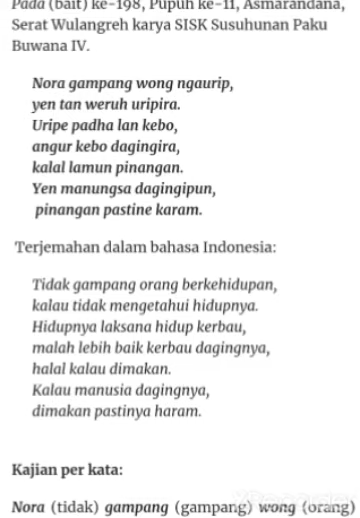 Pada (bait) ke-198, Pupuh ke-11, Asmarandana,
Serat Wulangreh karya SISK Susuhunan Paku
Buwana IV.
Nora gampang wong ngaurip,
yen tan weruh uripira.
Uripe padha lan kebo,
angur kebo dagingira,
kalal lamun pinangan.
Yen manungsa dagingipun,
pinangan pastine karam.
Terjemahan dalam bahasa Indonesia:
Tidak gampang orang berkehidupan,
kalau tidak mengetahui hidupnya.
Hidupnya laksana hidup kerbau,
malah lebih baik kerbau dagingnya,
halal kalau dimakan.
Kalau manusia dagingnya,
dimakan pastinya haram.
Kajian per kata:
Nora (tidak) gampang (gampang) wong (orang)